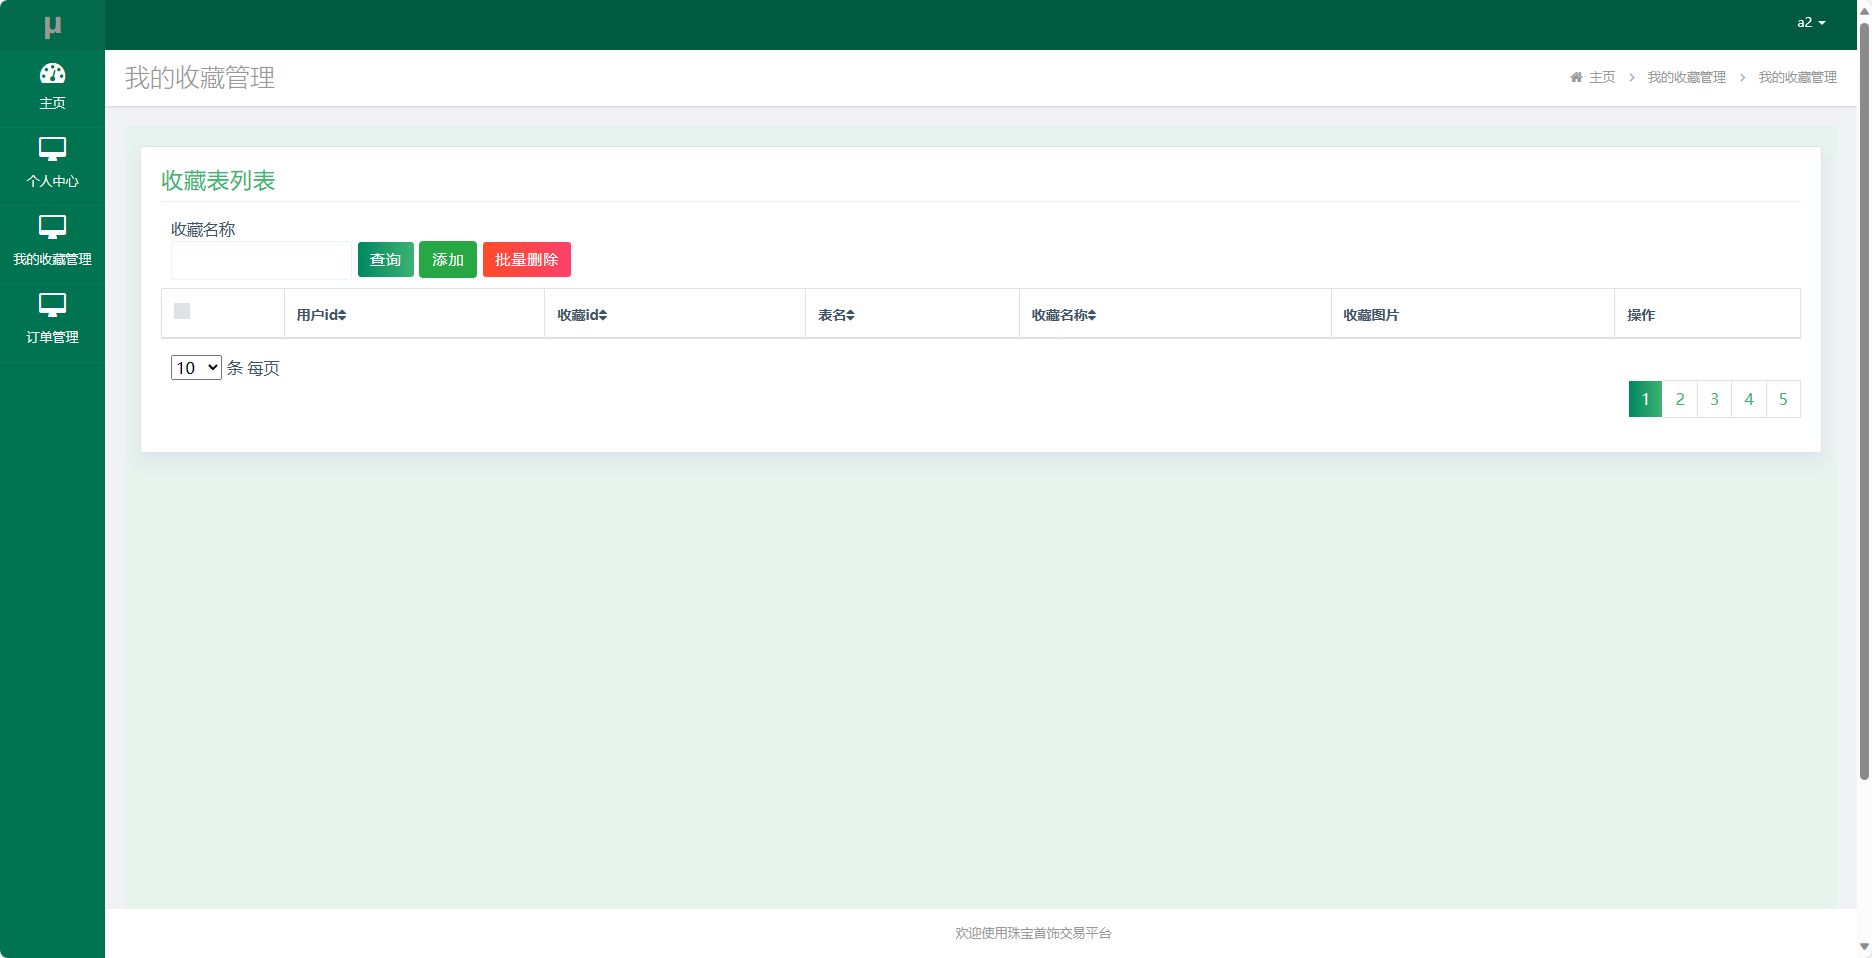 µ
a2
主页
个人中心
我的收藏管理
订单管理
我的收藏管理
主页 > 我的收藏管理 > 我的收藏管理
收藏表列表
收藏名称
查询 添加 批量删除
用户id 收藏id 表名 收藏名称 收藏图片 操作
10 条 每页
1 2 3 4 5
欢迎使用珠宝首饰交易平台